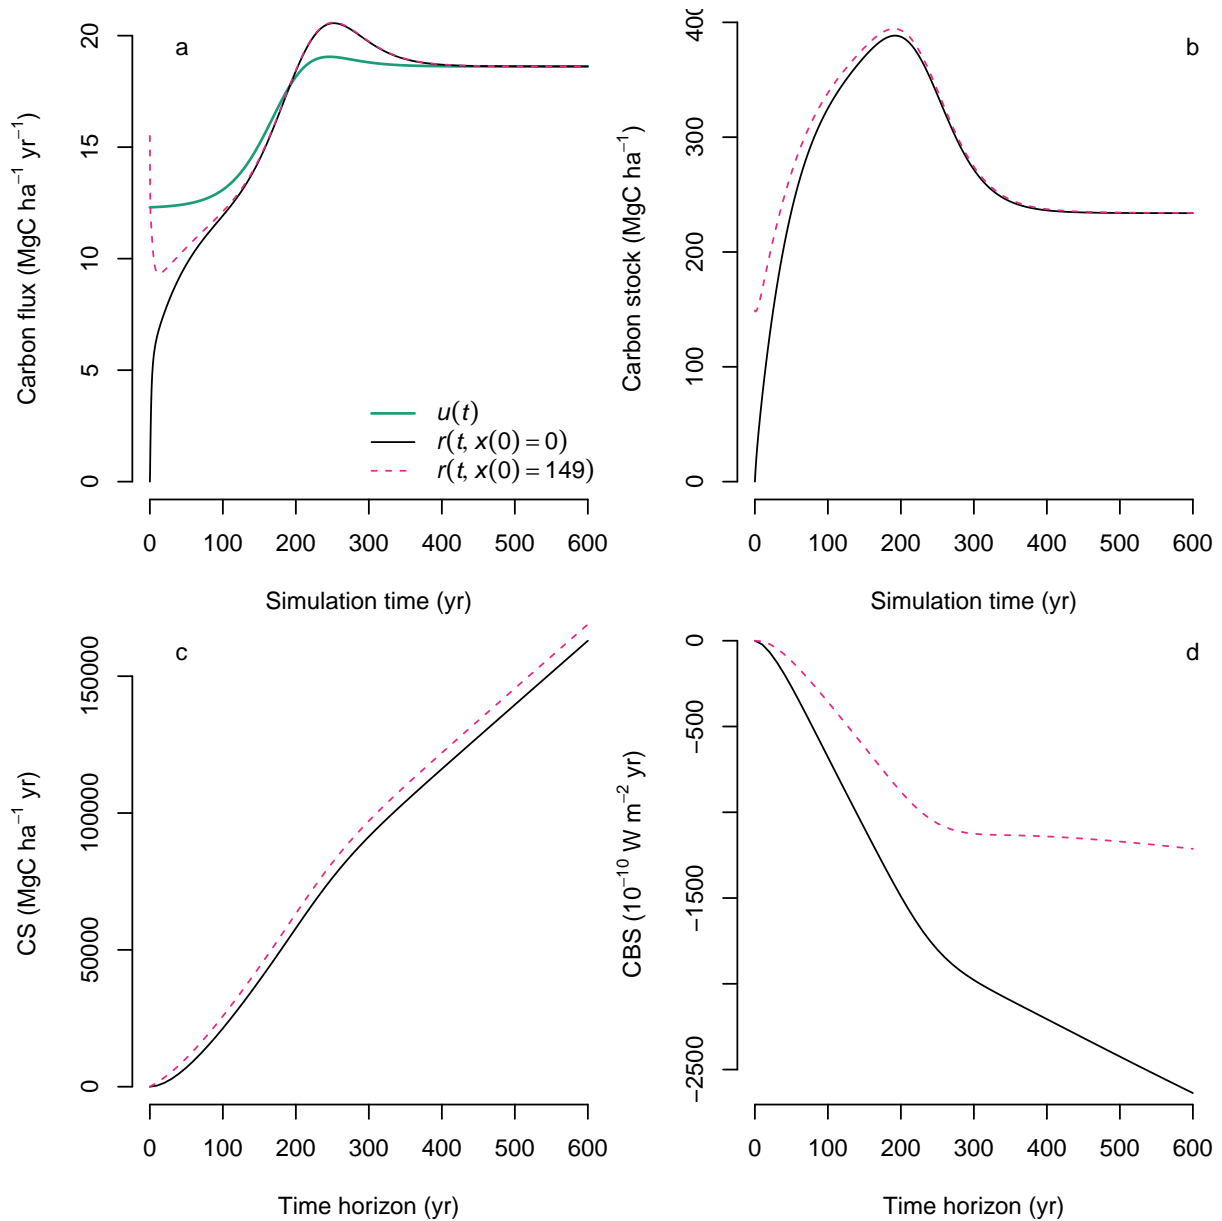 a
Carbon flux (MgC ha⁻¹ yr⁻¹)
0 5 10 15 20
u(t)
r(t, x(0) = 0)
r(t, x(0) = 149)
0 100 200 300 400 500 600
Simulation time (yr)
b
Carbon stock (MgC ha⁻¹)
0 100 200 300 400
0 100 200 300 400 500 600
Simulation time (yr)
c
CS (MgC ha⁻¹ yr)
0 50000 100000 150000
0 100 200 300 400 500 600
Time horizon (yr)
d
CBS (10⁻¹⁰ W m⁻² yr)
−2500 −1500 −500 0
0 100 200 300 400 500 600
Time horizon (yr)